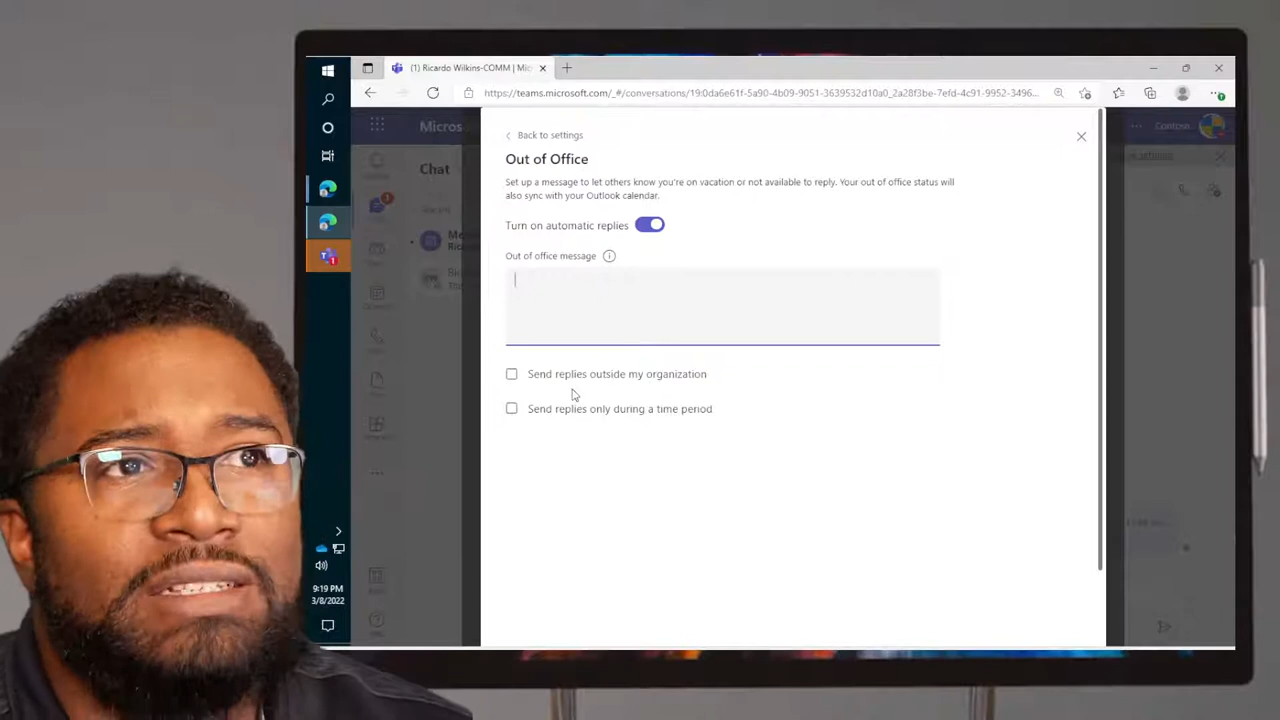 (1) Ricardo Wilkins-COMM | Mic
https://teams.microsoft.com/_#/conversations/19:0da6e61f-5a90-4b09-9051-3639532d10a0_2a28f3be-7efd-4c91-9952-3496...
Micros
Contoso
Chat
Back to settings
Out of Office
Set up a message to let others know you're on vacation or not available to reply. Your out of office status will
also sync with your Outlook calendar.
Turn on automatic replies
Out of office message
Send replies outside my organization
Send replies only during a time period
9:19 PM
3/8/2022